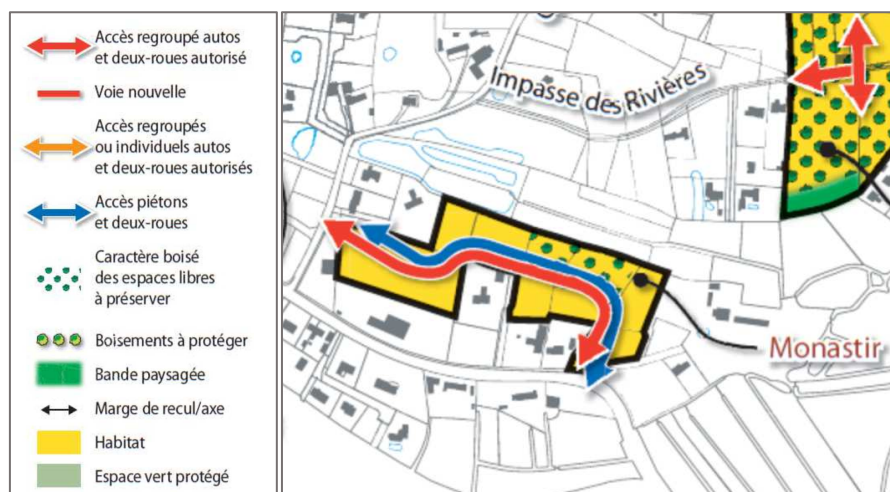 Accès regroupé autos
et deux-roues autorisé
Voie nouvelle
Accès regroupés
ou individuels autos
et deux-roues autorisés
Accès piétons
et deux-roues
Caractère boisé
des espaces libres
à préserver
Boisements à protéger
Bande paysagée
Marge de recul/axe
Habitat
Espace vert protégé
Impasse des Rivières
Monastir